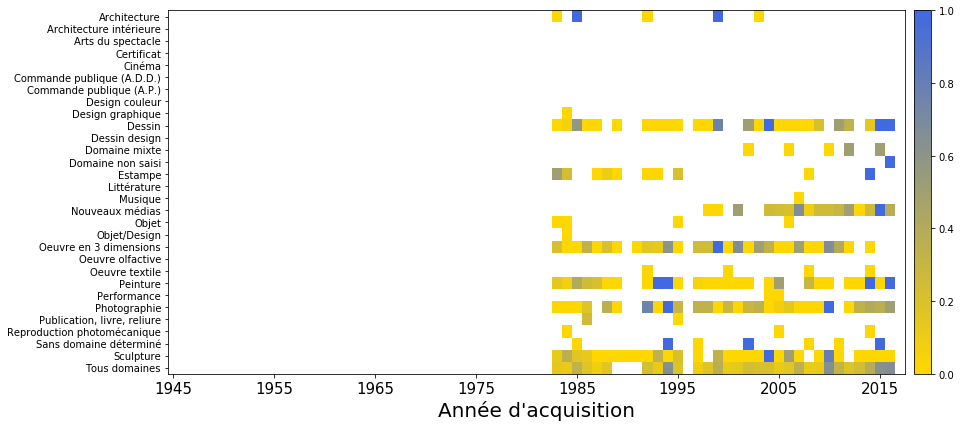 Architecture
Architecture intérieure
Arts du spectacle
Certificat
Cinéma
Commande publique (A.D.D.)
Commande publique (A.P.)
Design couleur
Design graphique
Dessin
Dessin design
Domaine mixte
Domaine non saisi
Estampe
Littérature
Musique
Nouveaux médias
Objet
Objet/Design
Oeuvre en 3 dimensions
Oeuvre olfactive
Oeuvre textile
Peinture
Performance
Photographie
Publication, livre, reliure
Reproduction photomécanique
Sans domaine déterminé
Sculpture
Tous domaines
1945 1955 1965 1975 1985 1995 2005 2015
Année d'acquisition
1.0
0.8
0.6
0.4
0.2
0.0